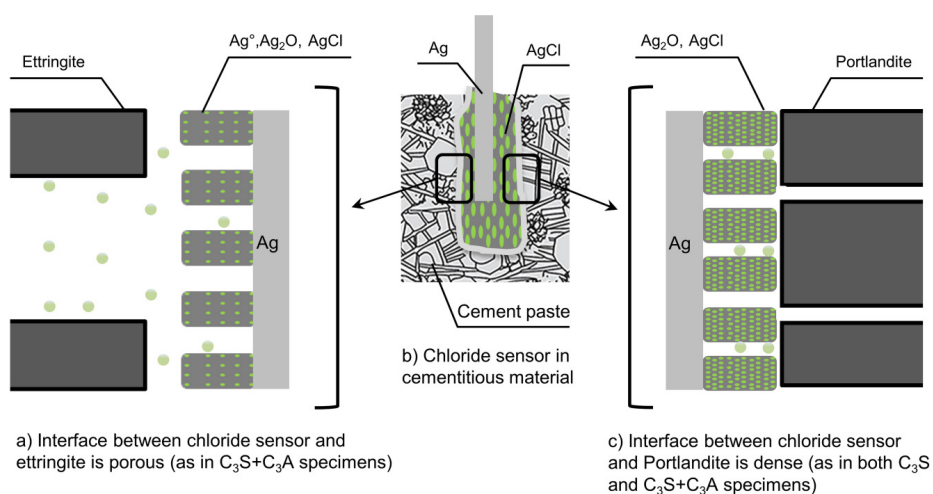 Ettringite
Ag°,Ag₂O, AgCl
Ag
AgCl
Ag₂O, AgCl
Portlandite
Ag
Ag
Cement paste
b) Chloride sensor in
cementitious material
a) Interface between chloride sensor and
ettringite is porous (as in C₃S+C₃A specimens)
c) Interface between chloride sensor
and Portlandite is dense (as in both C₃S
and C₃S+C₃A specimens)